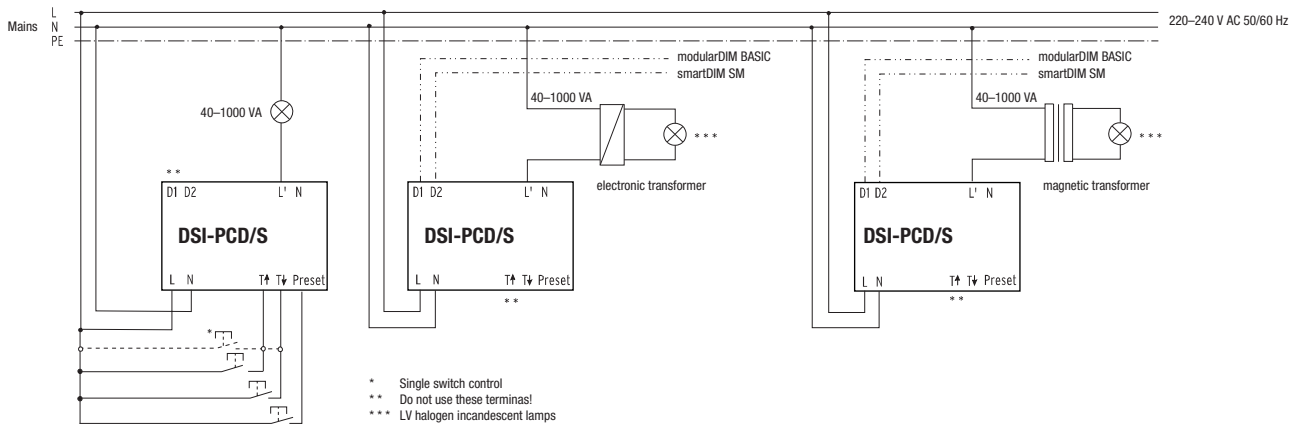 L
Mains N
PE
220–240 V AC 50/60 Hz
modularDIM BASIC
smartDIM SM
modularDIM BASIC
smartDIM SM
40–1000 VA
40–1000 VA
40–1000 VA
* * *
* * *
electronic transformer
magnetic transformer
* *
D1 D2 L' N
DSI-PCD/S
L N T↑ T↓ Preset
D1 D2 L' N
DSI-PCD/S
L N T↑ T↓ Preset
* *
D1 D2 L' N
DSI-PCD/S
L N T↑ T↓ Preset
* *
*
* Single switch control
* * Do not use these terminas!
* * * LV halogen incandescent lamps